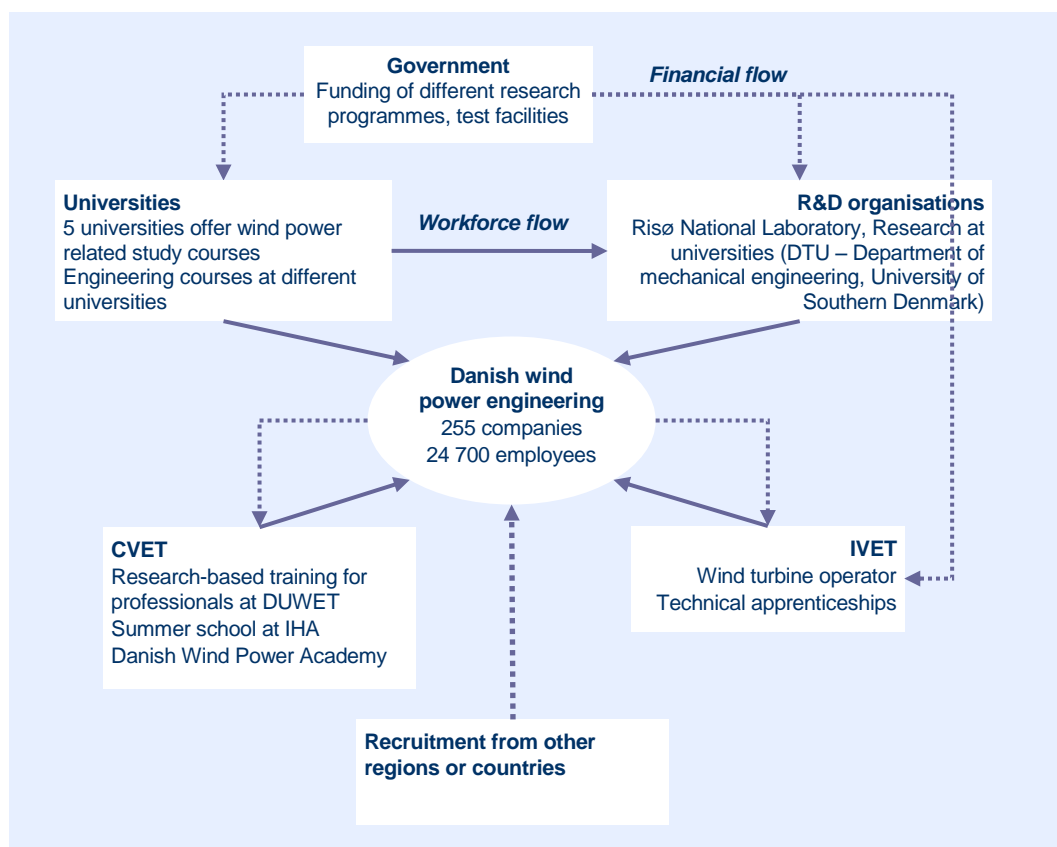 Government
Funding of different research
programmes, test facilities
Financial flow
Universities
5 universities offer wind power
related study courses
Engineering courses at different
universities
Workforce flow
R&D organisations
Risø National Laboratory, Research at
universities (DTU – Department of
mechanical engineering, University of
Southern Denmark)
Danish wind
power engineering
255 companies
24 700 employees
CVET
Research-based training for
professionals at DUWET
Summer school at IHA
Danish Wind Power Academy
IVET
Wind turbine operator
Technical apprenticeships
Recruitment from other
regions or countries